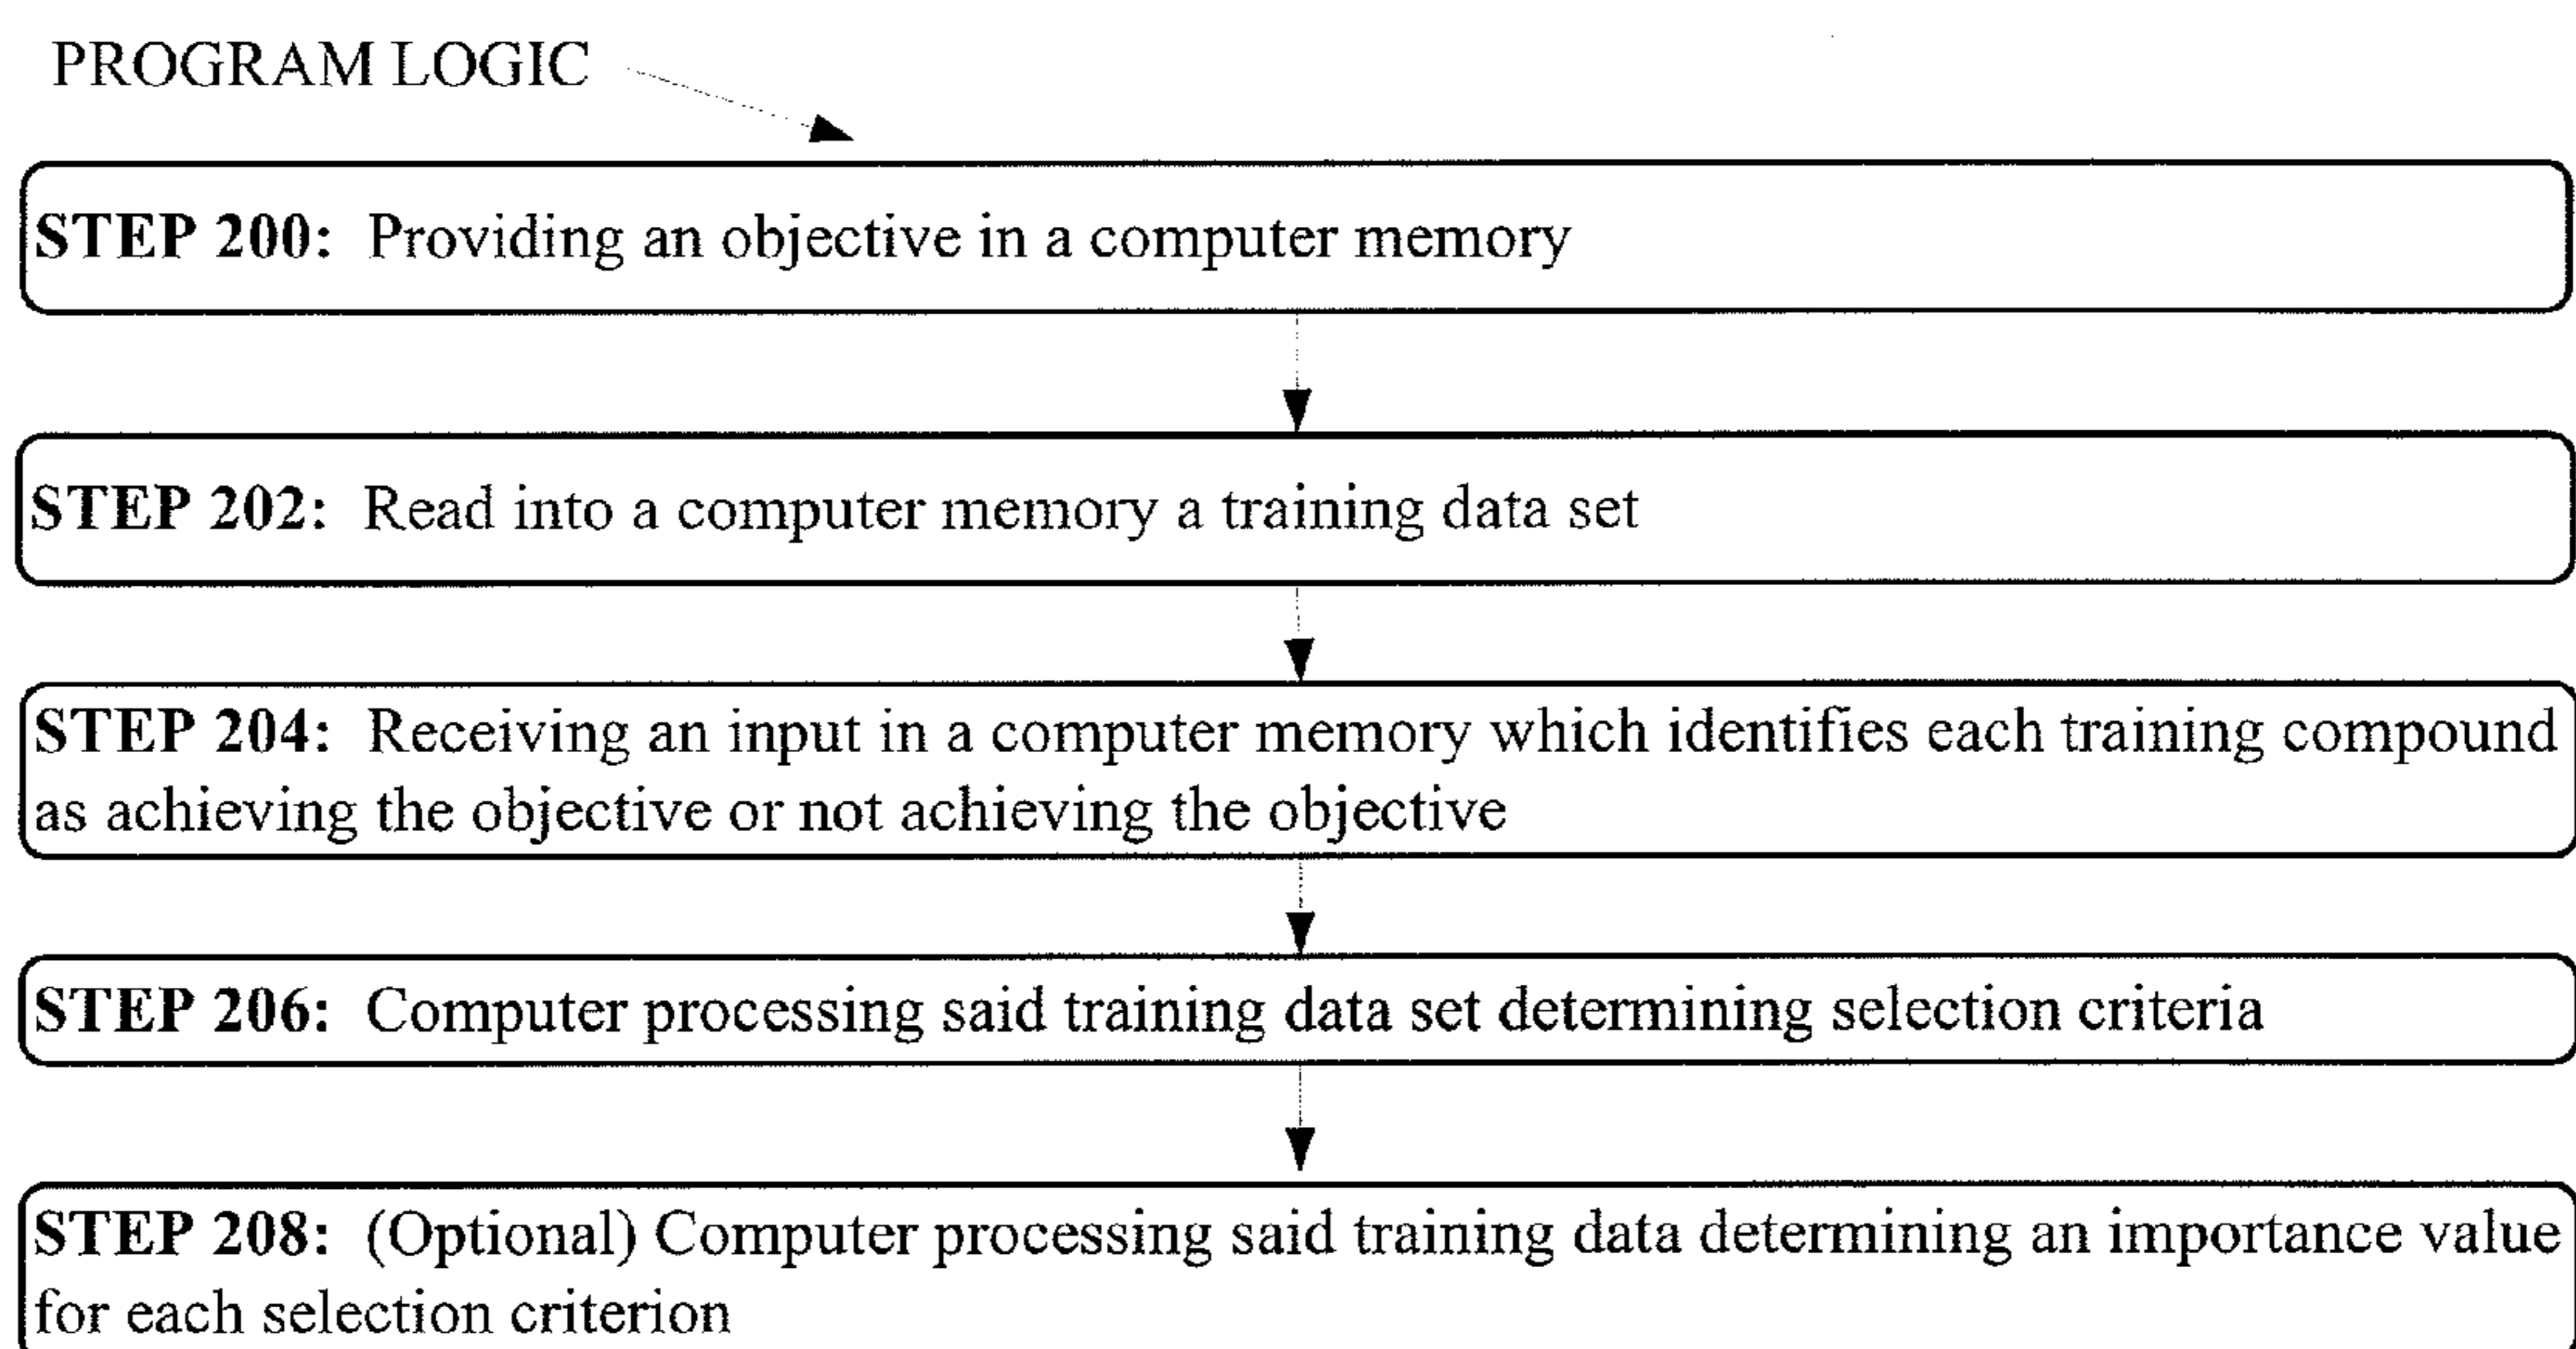 PROGRAM LOGIC
STEP 200: Providing an objective in a computer memory
STEP 202: Read into a computer memory a training data set
STEP 204: Receiving an input in a computer memory which identifies each training compound
as achieving the objective or not achieving the objective
STEP 206: Computer processing said training data set determining selection criteria
STEP 208: (Optional) Computer processing said training data determining an importance value
for each selection criterion